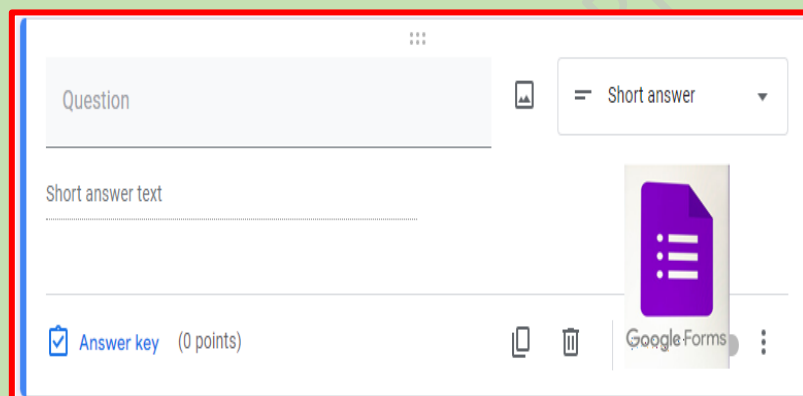 Question
Short answer
Short answer text
Answer key (0 points)
Google Forms